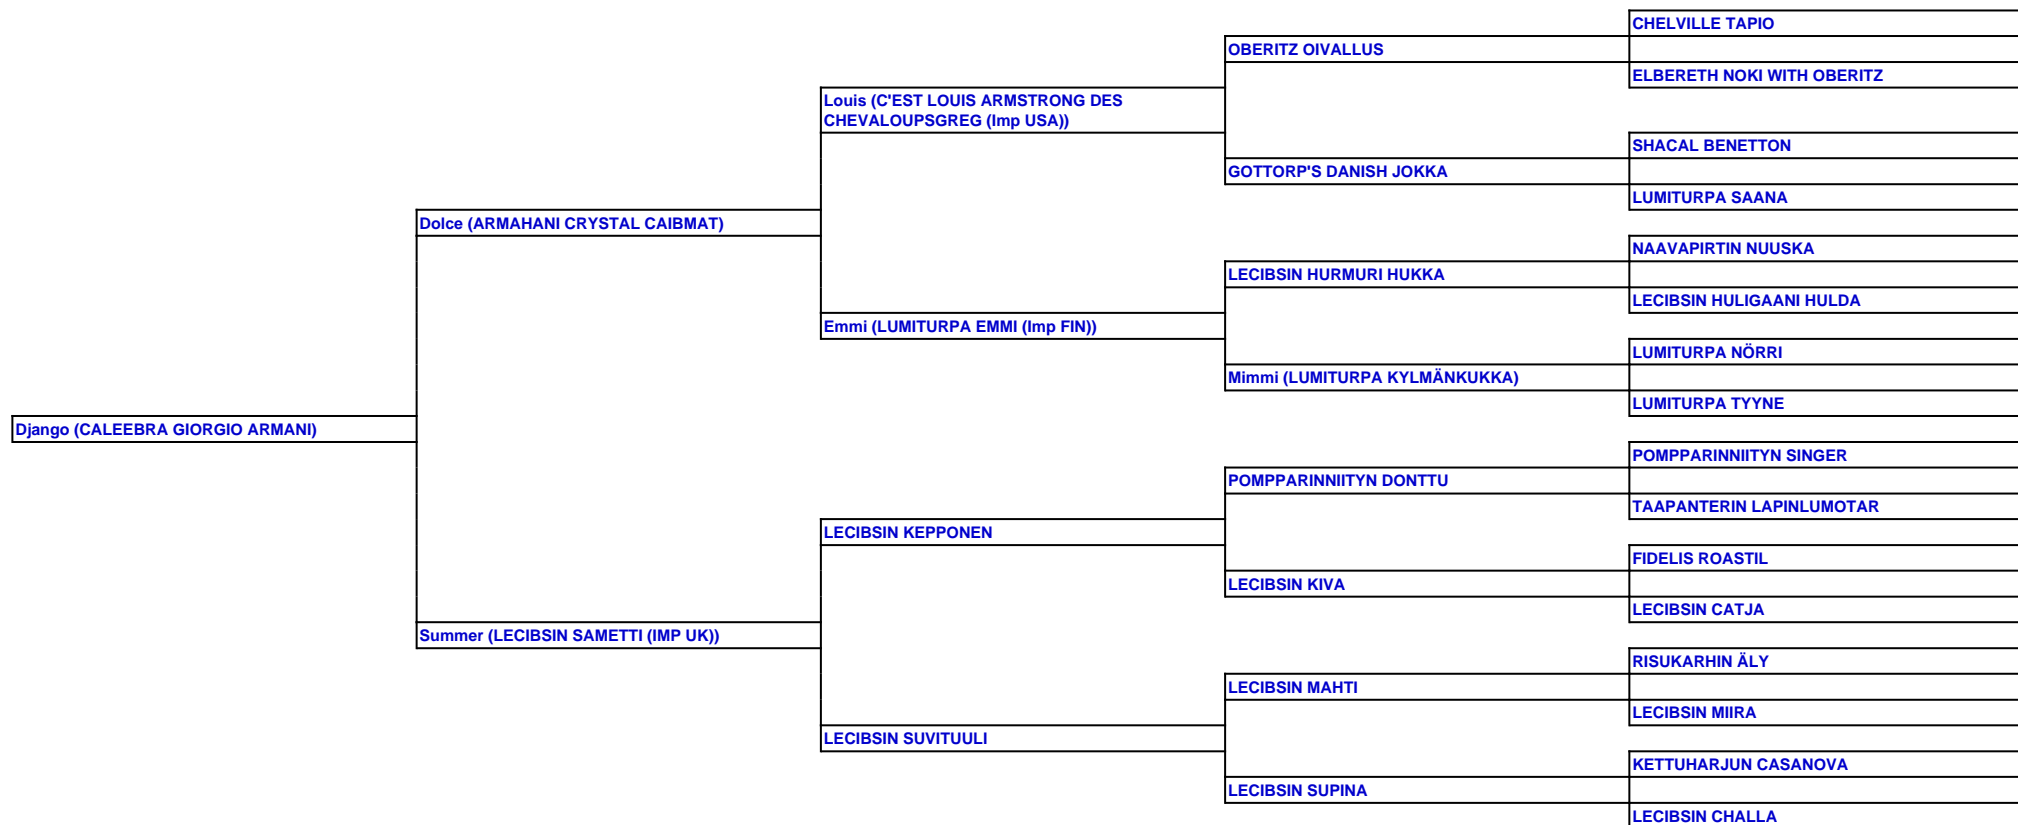 CHELVILLE TAPIO
OBERITZ OIVALLUS
ELBERETH NOKI WITH OBERITZ
Louis (C'EST LOUIS ARMSTRONG DES
CHEVALOUPSGREG (Imp USA))
SHACAL BENETTON
GOTTORP'S DANISH JOKKA
LUMITURPA SAANA
Dolce (ARMAHANI CRYSTAL CAIBMAT)
NAAVAPIRTIN NUUSKA
LECIBSIN HURMURI HUKKA
LECIBSIN HULIGAANI HULDA
Emmi (LUMITURPA EMMI (Imp FIN))
LUMITURPA NÖRRI
Mimmi (LUMITURPA KYLMÄNKUKKA)
LUMITURPA TYYNE
Django (CALEEBRA GIORGIO ARMANI)
POMPPARINNIITYN SINGER
POMPPARINNIITYN DONTTU
TAAPANTERIN LAPINLUMOTAR
LECIBSIN KEPPONEN
FIDELIS ROASTIL
LECIBSIN KIVA
LECIBSIN CATJA
Summer (LECIBSIN SAMETTI (IMP UK))
RISUKARHIN ÄLY
LECIBSIN MAHTI
LECIBSIN MIIRA
LECIBSIN SUVITUULI
KETTUHARJUN CASANOVA
LECIBSIN SUPINA
LECIBSIN CHALLA